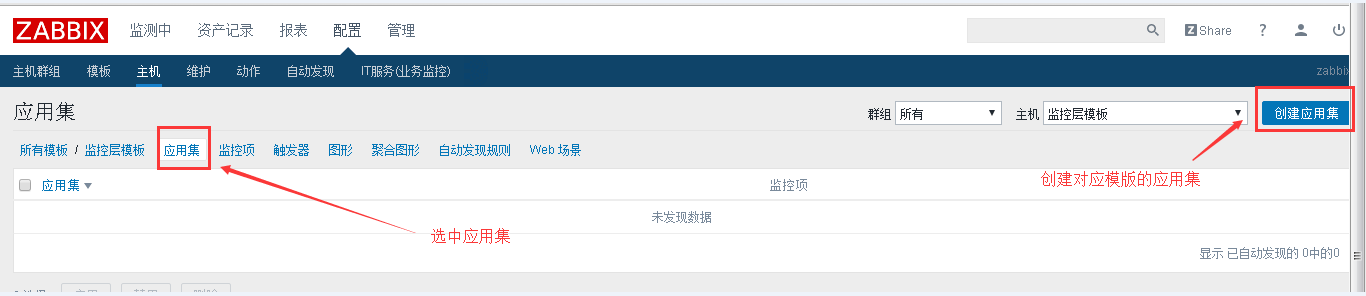 ZABBIX 监测中 资产记录 报表 配置 管理 Z Share ?
主机群组 模板 主机 维护 动作 自动发现 IT服务(业务监控) zabbix
应用集 群组 所有 主机 监控层模板 创建应用集
所有模板 / 监控层模板 应用集 监控项 触发器 图形 聚合图形 自动发现规则 Web 场景
创建对应模版的应用集
应用集 监控项
未发现数据
选中应用集
显示 已自动发现的 0中的0